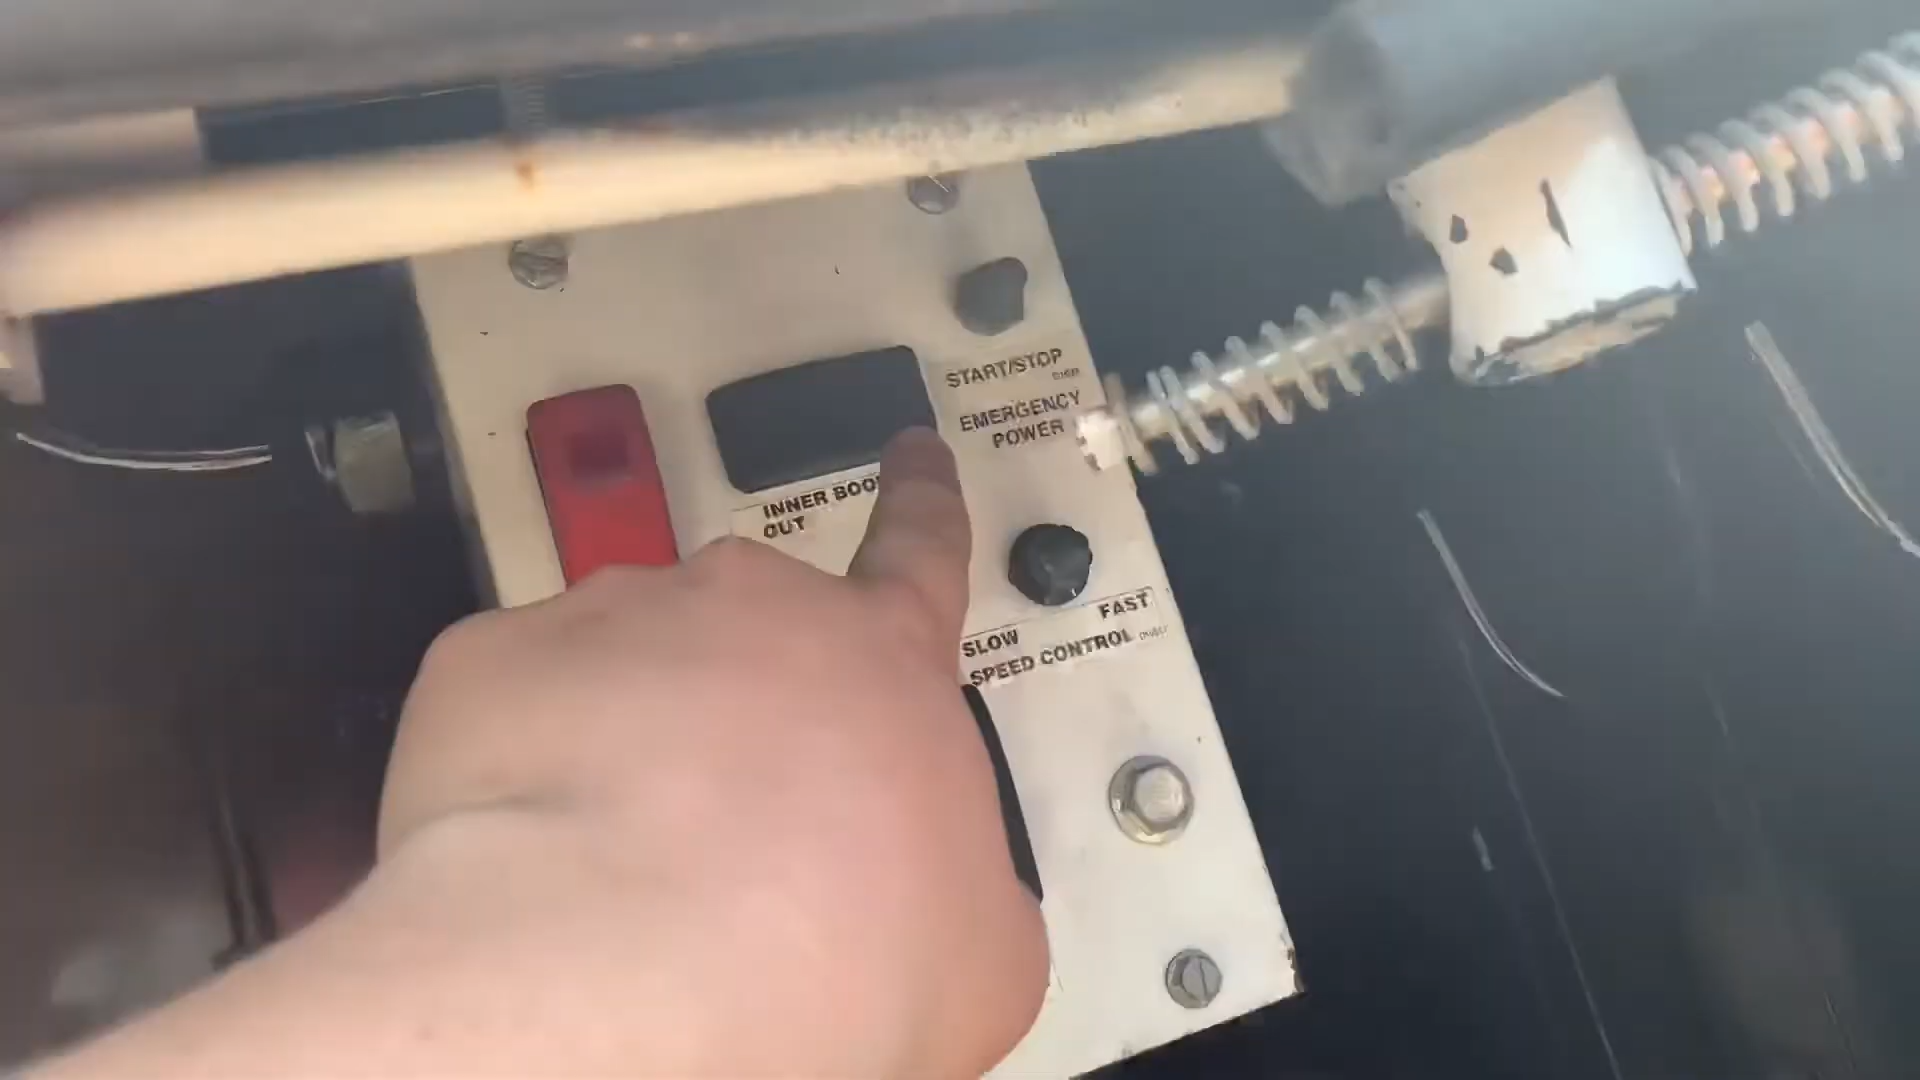 START/STOP
EMERGENCY
POWER
INNER BOO
OUT
SLOW
FAST
SPEED CONTROL